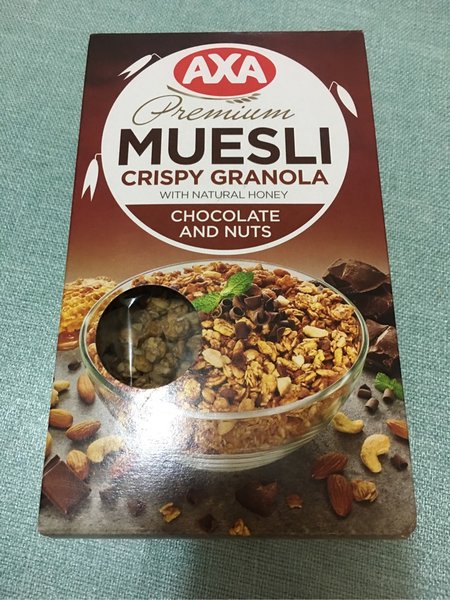 AXA
Premium
MUESLI
CRISPY GRANOLA
WITH NATURAL HONEY
CHOCOLATE
AND NUTS